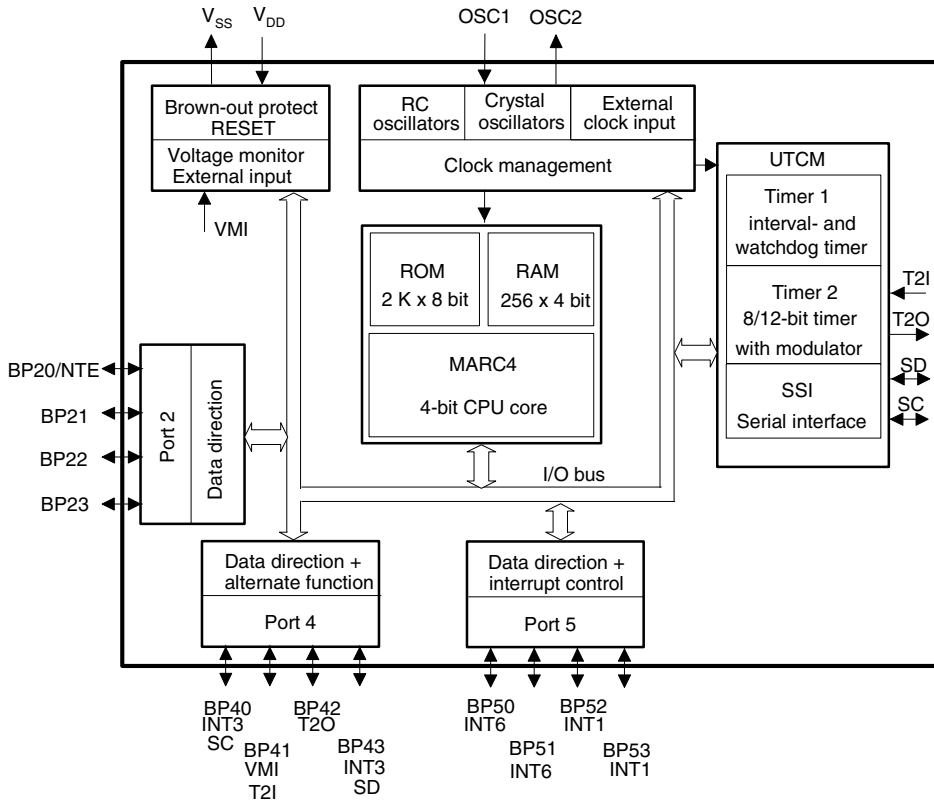 VSS
VDD
OSC1
OSC2
Brown-out protect
RESET
Voltage monitor
External input
VMI
RC
oscillators
Crystal
oscillators
External
clock input
Clock management
UTCM
Timer 1
interval- and
watchdog timer
Timer 2
8/12-bit timer
with modulator
SSI
Serial interface
T2I
T2O
SD
SC
ROM
2 K x 8 bit
RAM
256 x 4 bit
MARC4
4-bit CPU core
I/O bus
BP20/NTE
BP21
BP22
BP23
Port 2
Data direction
Data direction +
alternate function
Port 4
Data direction +
interrupt control
Port 5
BP40
INT3
SC
BP41
VMI
T2I
BP42
T2O
BP43
INT3
SD
BP50
INT6
BP51
INT6
BP52
INT1
BP53
INT1